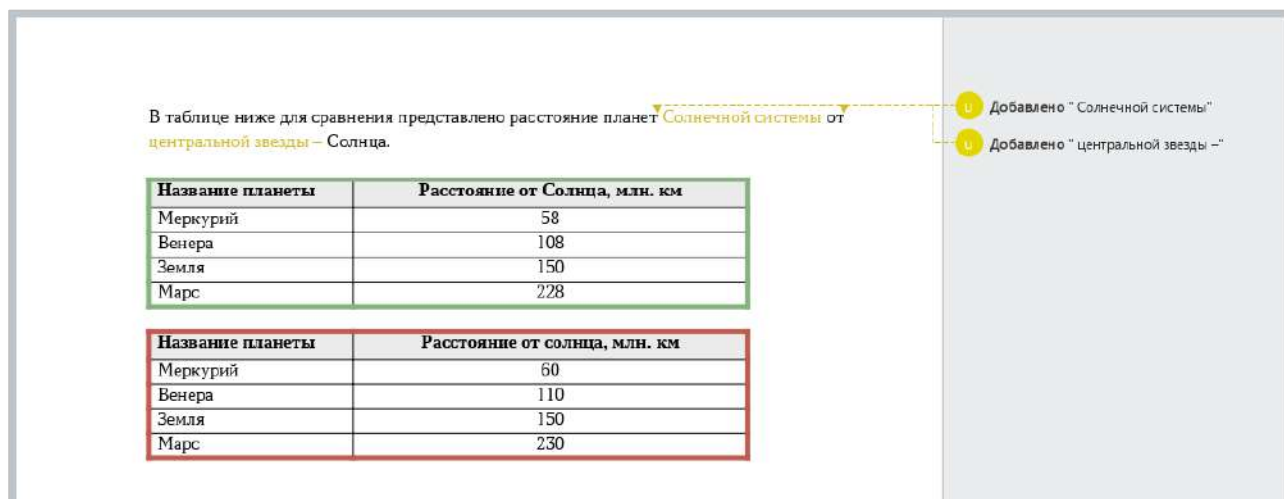 В таблице ниже для сравнения представлено расстояние планет Солнечной системы от
центральной звезды – Солнца.
Название планеты Расстояние от Солнца, млн. км
Меркурий 58
Венера 108
Земля 150
Марс 228
Название планеты Расстояние от солнца, млн. км
Меркурий 60
Венера 110
Земля 150
Марс 230
u Добавлено " Солнечной системы"
u Добавлено " центральной звезды –"